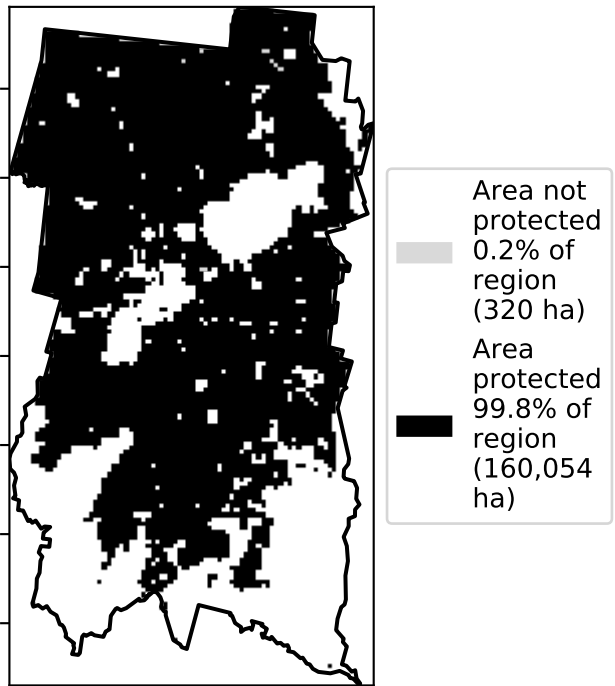 Area not
protected
0.2% of
region
(320 ha)
Area
protected
99.8% of
region
(160,054
ha)